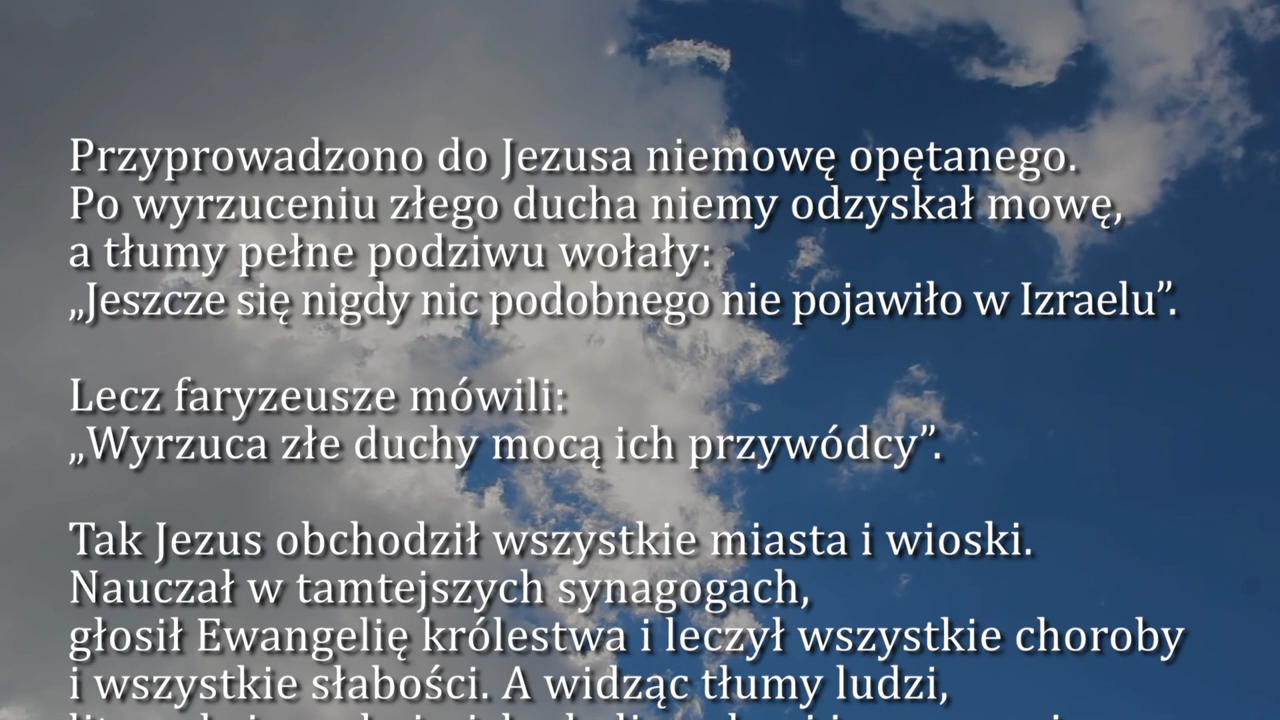 Przyprowadzono do Jezusa niemowę opętanego.
Po wyrzuceniu złego ducha niemy odzyskał mowę,
a tłumy pełne podziwu wołały:
„Jeszcze się nigdy nic podobnego nie pojawiło w Izraelu”.
Lecz faryzeusze mówili:
„Wyrzuca złe duchy mocą ich przywódcy”.
Tak Jezus obchodził wszystkie miasta i wioski.
Nauczał w tamtejszych synagogach,
głosił Ewangelię królestwa i leczył wszystkie choroby
i wszystkie słabości. A widząc tłumy ludzi,